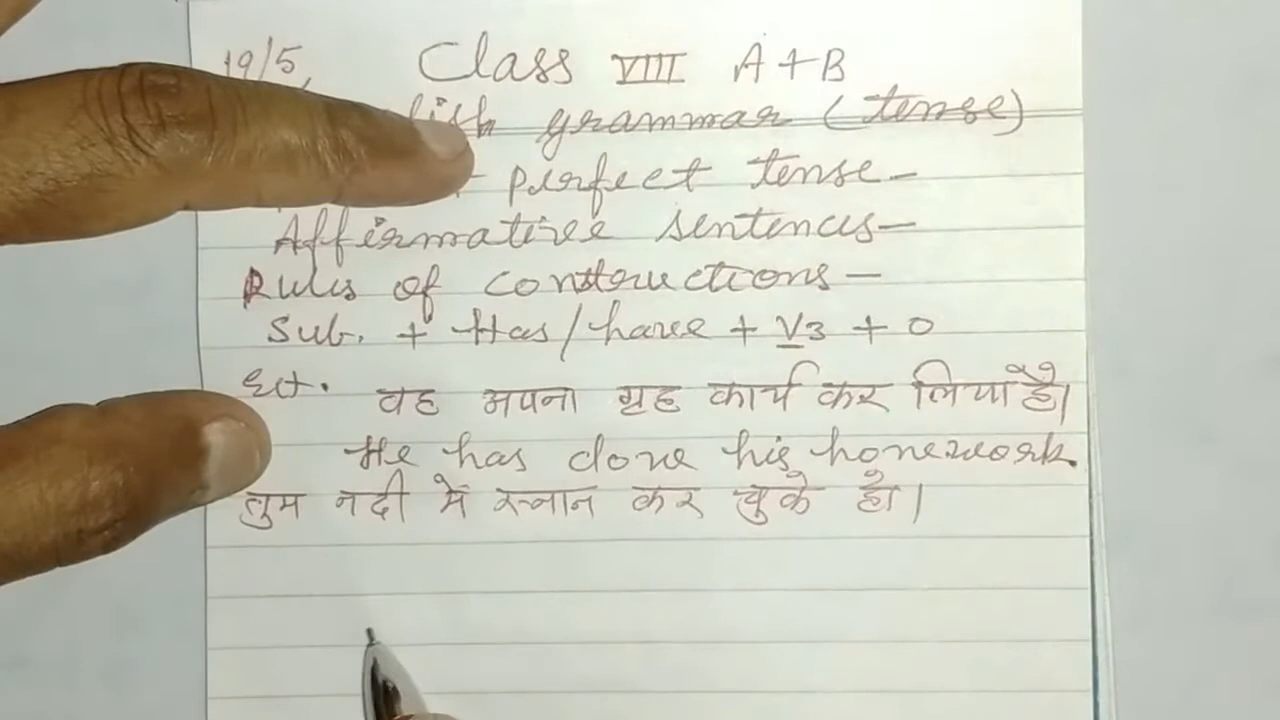 19/5, Class VIII A+B
grammar (tense)
perfect tense-
Affirmative sentences-
Rules of constructions-
Sub. + Has/have + V3 + O
Ex. वह अपना ग्रह कार्य कर लिया है।
He has done his homework.
तुम नदी में स्नान कर चुके हो।